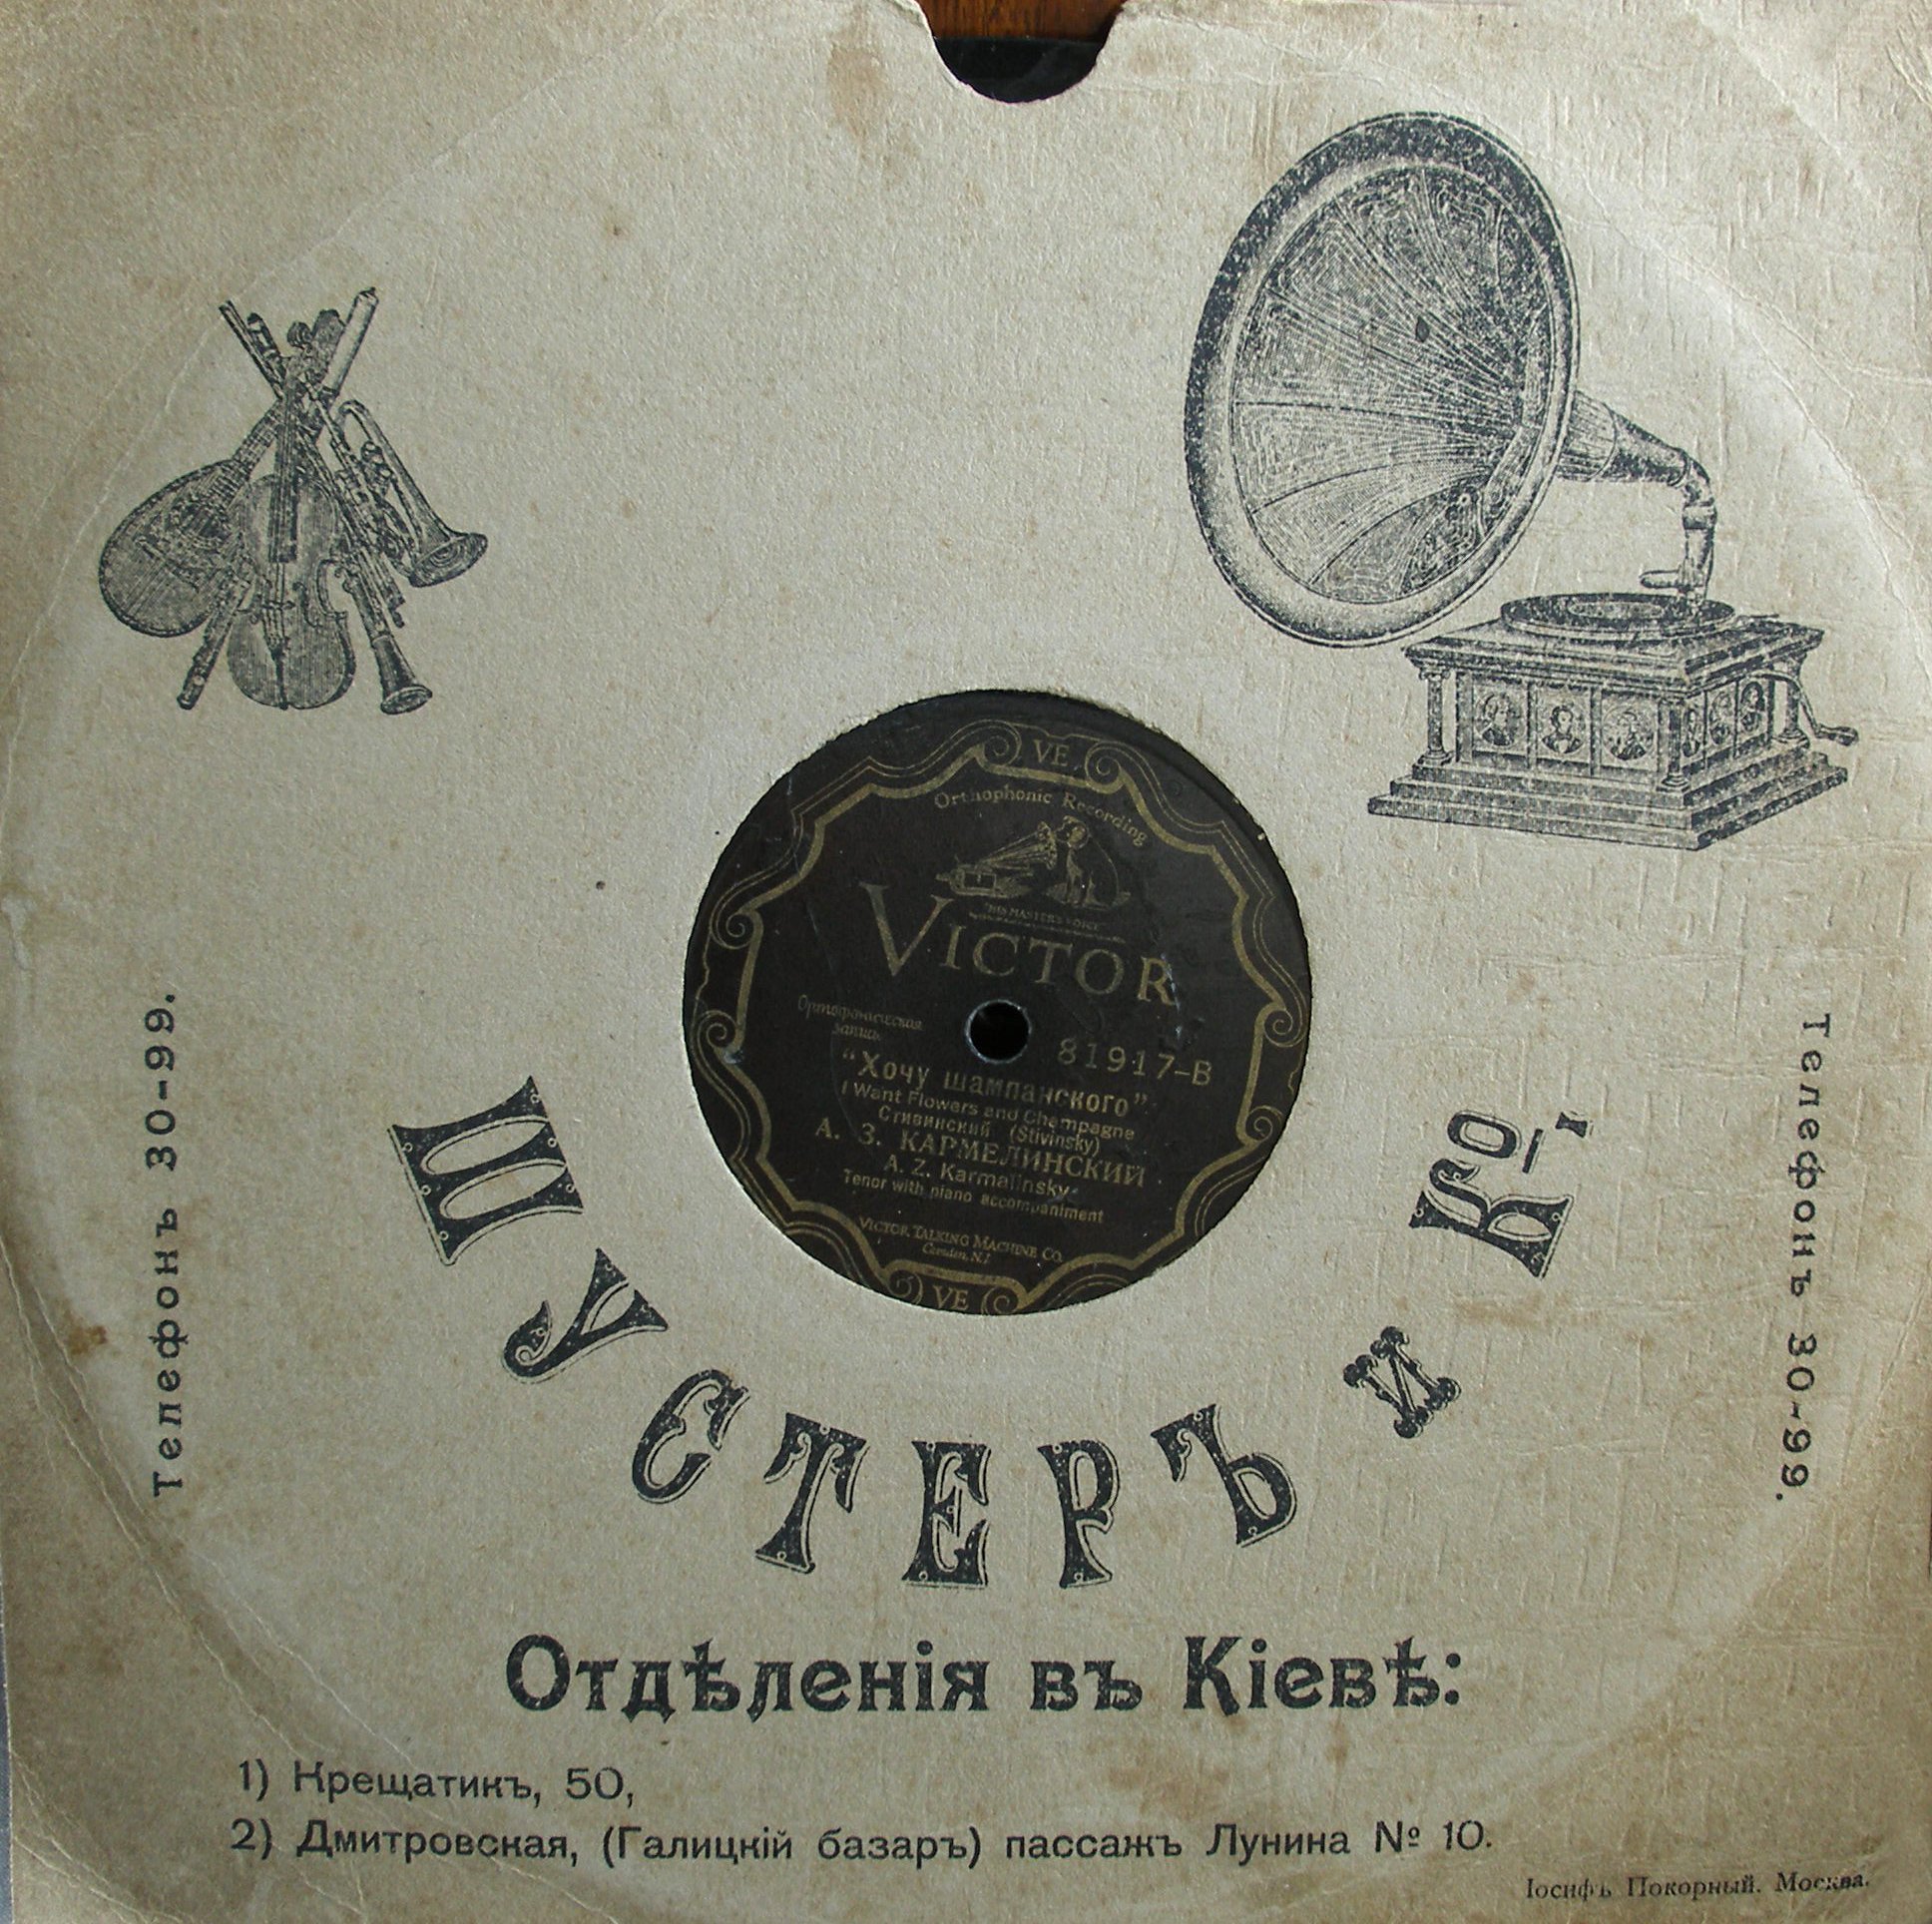 VE
Orthophonic Recording
"HIS MASTER'S VOICE"
VICTOR
Ортофоническая
запись
81917-B
"Хочу шампанского"
I Want Flowers and Champagne
Стивинский (Stivinsky)
А. З. КАРМЕЛИНСКИЙ
A. Z. Karmalinsky
Tenor with piano accompaniment
VICTOR TALKING MACHINE CO.
Camden, N.J.
VE
Телефонъ 30-99.
Телефонъ 30-99.
ПУСТЕРЪ и Ко,
Отдѣленія въ Кіевѣ:
1) Крещатикъ, 50,
2) Дмитровская, (Галицкій базаръ) пассажъ Лунина № 10.
Іосифъ Покорный. Москва.